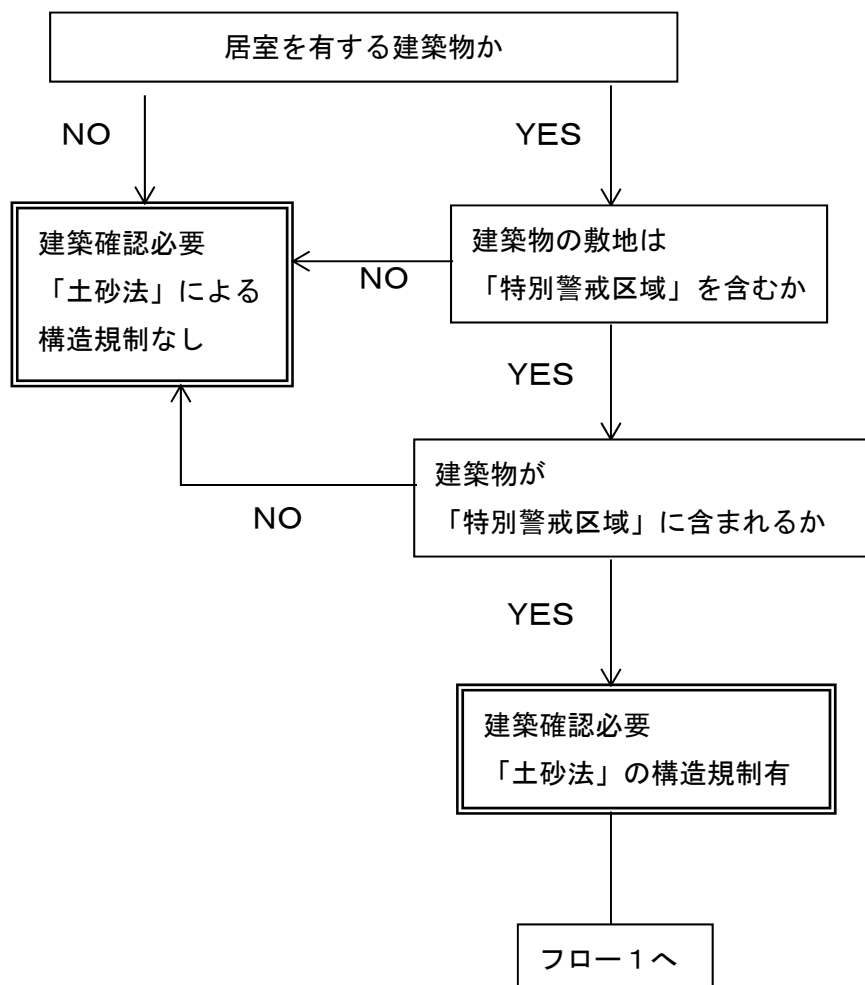 居室を有する建築物か
NO
YES
建築確認必要
「土砂法」による
構造規制なし
建築物の敷地は
「特別警戒区域」を含むか
NO
YES
建築物が
「特別警戒区域」に含まれるか
NO
YES
建築確認必要
「土砂法」の構造規制有
フロー１へ